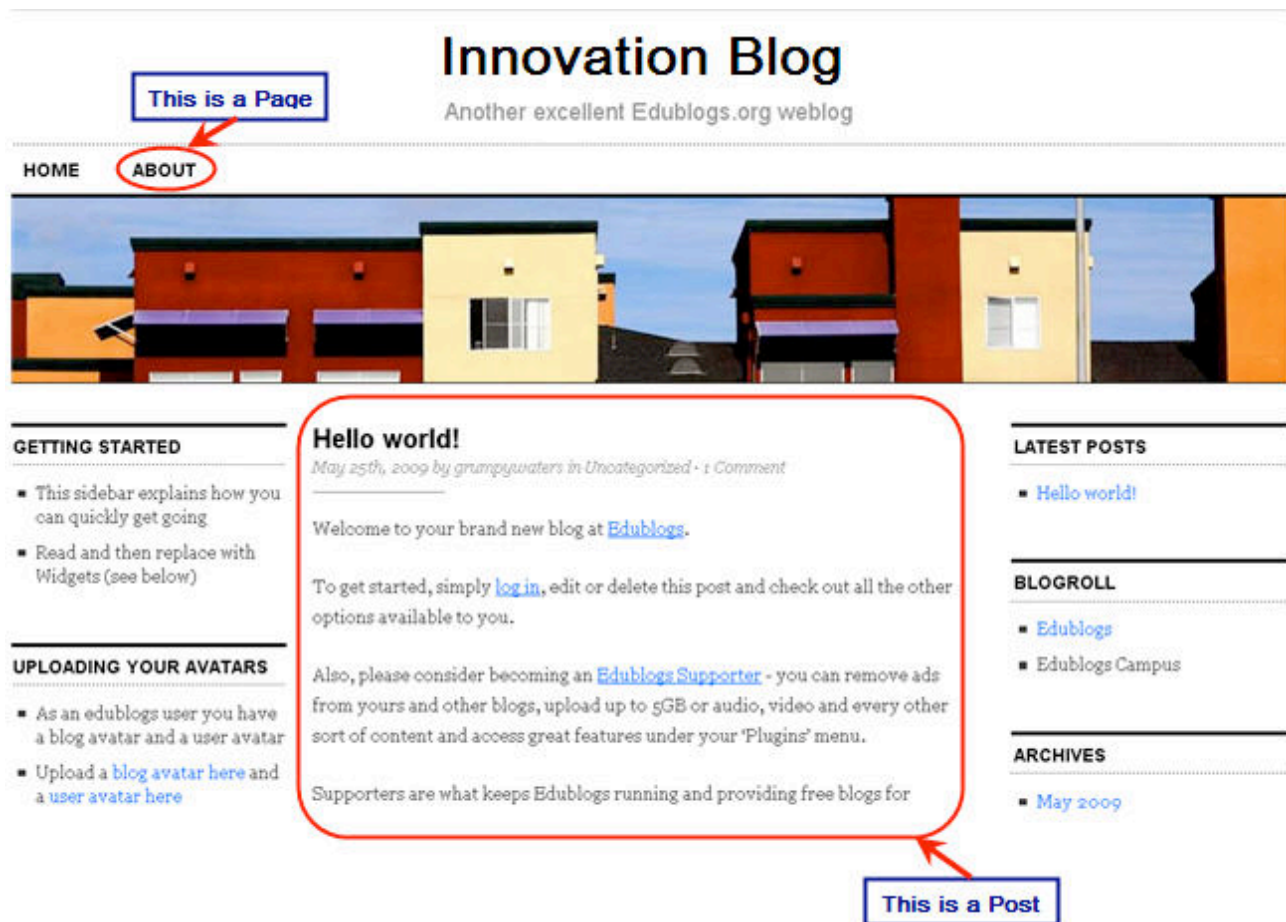 Innovation Blog
This is a Page
Another excellent Edublogs.org weblog
HOME ABOUT
GETTING STARTED
This sidebar explains how you
can quickly get going
Read and then replace with
Widgets (see below)
UPLOADING YOUR AVATARS
As an edublogs user you have
a blog avatar and a user avatar
Upload a blog avatar here and
a user avatar here
Hello world!
May 25th, 2009 by grumpywaters in Uncategorized · 1 Comment
Welcome to your brand new blog at Edublogs.
To get started, simply log in, edit or delete this post and check out all the other
options available to you.
Also, please consider becoming an Edublogs Supporter - you can remove ads
from yours and other blogs, upload up to 5GB or audio, video and every other
sort of content and access great features under your 'Plugins' menu.
Supporters are what keeps Edublogs running and providing free blogs for
LATEST POSTS
Hello world!
BLOGROLL
Edublogs
Edublogs Campus
ARCHIVES
May 2009
This is a Post